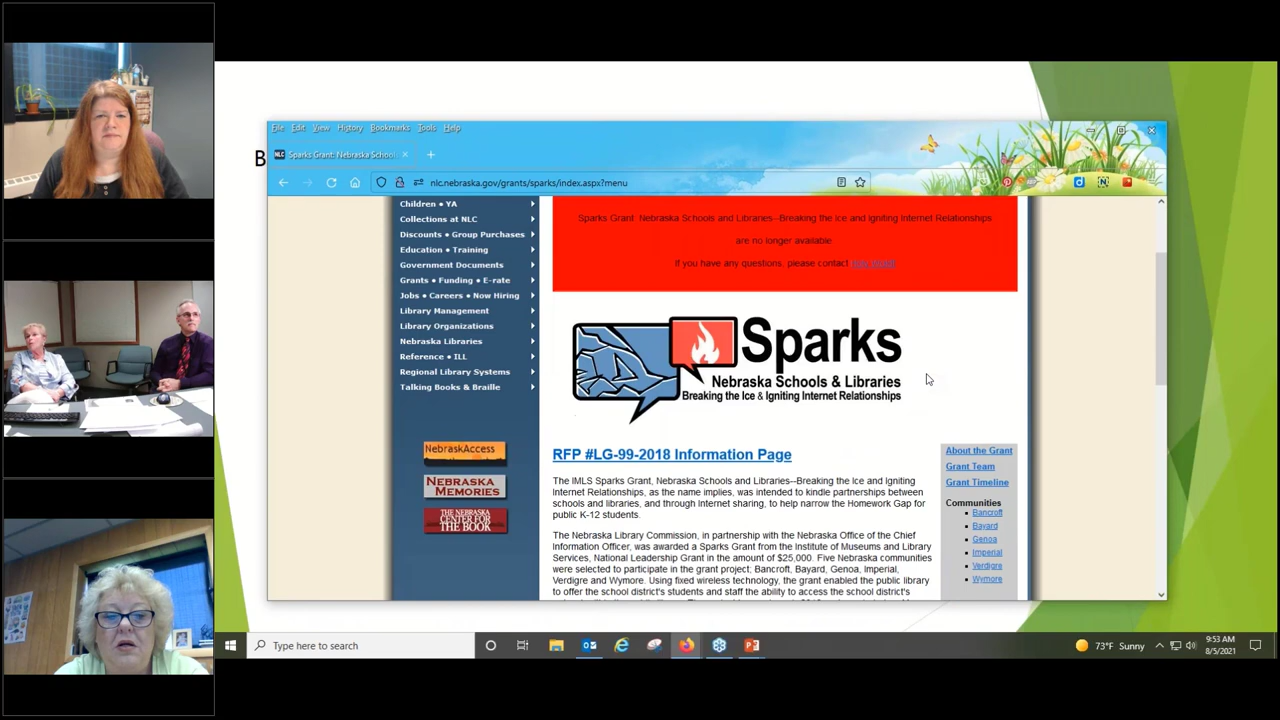 B
File Edit View History Bookmarks Tools Help
Sparks Grant: Nebraska School
nlc.nebraska.gov/grants/sparks/index.aspx?menu
Children • YA
Collections at NLC
Discounts • Group Purchases
Education • Training
Government Documents
Grants • Funding • E-rate
Jobs • Careers • Now Hiring
Library Management
Library Organizations
Nebraska Libraries
Reference • ILL
Regional Library Systems
Talking Books & Braille
NebraskAccess
NEBRASKA
MEMORIES
THE NEBRASKA
CENTER FOR
THE BOOK
Sparks Grant Nebraska Schools and Libraries--Breaking the Ice and Igniting Internet Relationships
are no longer available
If you have any questions, please contact
Sparks
Nebraska Schools & Libraries
Breaking the Ice & Igniting Internet Relationships
RFP #LG-99-2018 Information Page
The IMLS Sparks Grant, Nebraska Schools and Libraries--Breaking the Ice and Igniting
Internet Relationships, as the name implies, was intended to kindle partnerships between
schools and libraries, and through Internet sharing, to help narrow the Homework Gap for
public K-12 students.
The Nebraska Library Commission, in partnership with the Nebraska Office of the Chief
Information Officer, was awarded a Sparks Grant from the Institute of Museums and Library
Services, National Leadership Grant in the amount of $25,000. Five Nebraska communities
were selected to participate in the grant project; Bancroft, Bayard, Genoa, Imperial,
Verdigre and Wymore. Using fixed wireless technology, the grant enabled the public library
to offer the school district's students and staff the ability to access the school district's
About the Grant
Grant Team
Grant Timeline
Communities
Bancroft
Bayard
Genoa
Imperial
Verdigre
Wymore
Type here to search
73°F Sunny
9:53 AM
8/5/2021